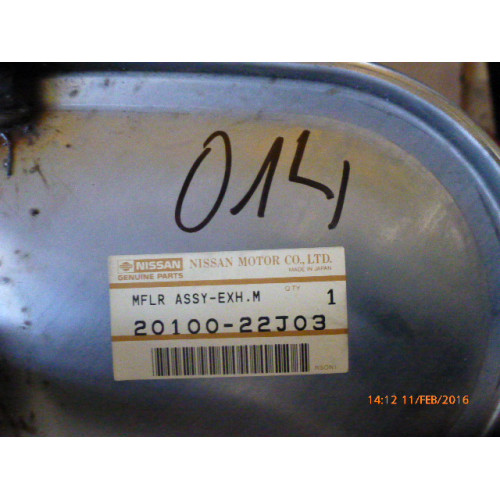 014
NISSAN NISSAN MOTOR CO., LTD.
GENUINE PARTS MADE IN JAPAN
Q'TY
MFLR ASSY-EXH.M 1
20100-22J03
14:12 11/FEB/2016